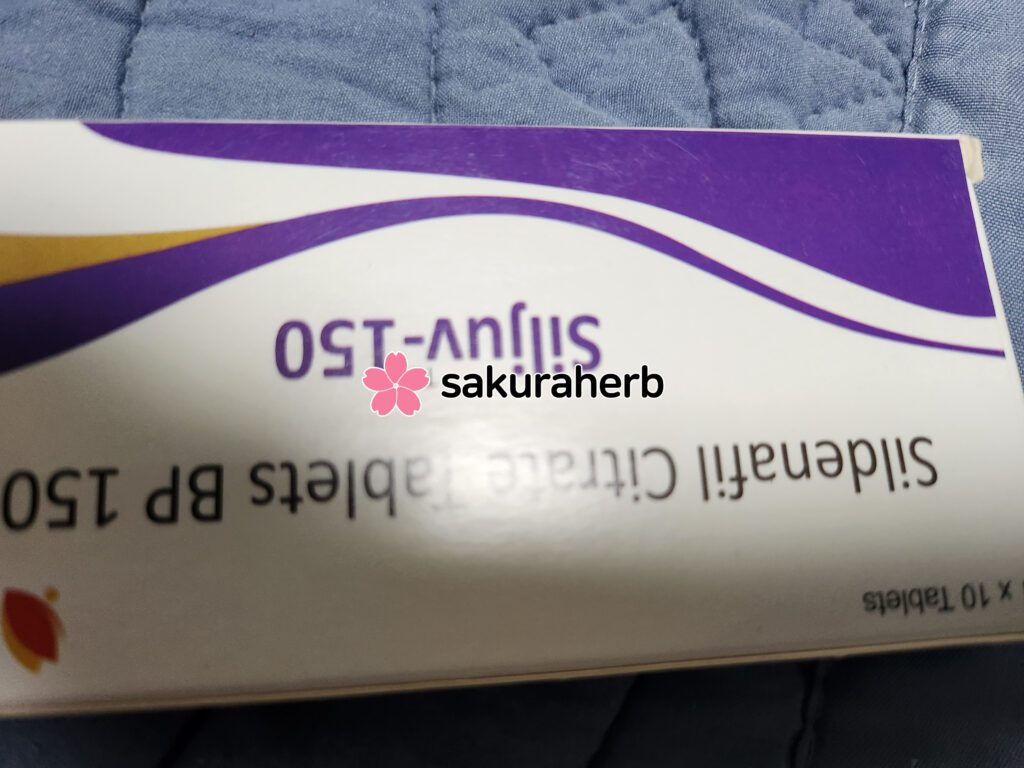 Siljuv-150
sakuraherb
Sildenafil Citrate Tablets BP 150
x 10 Tablets